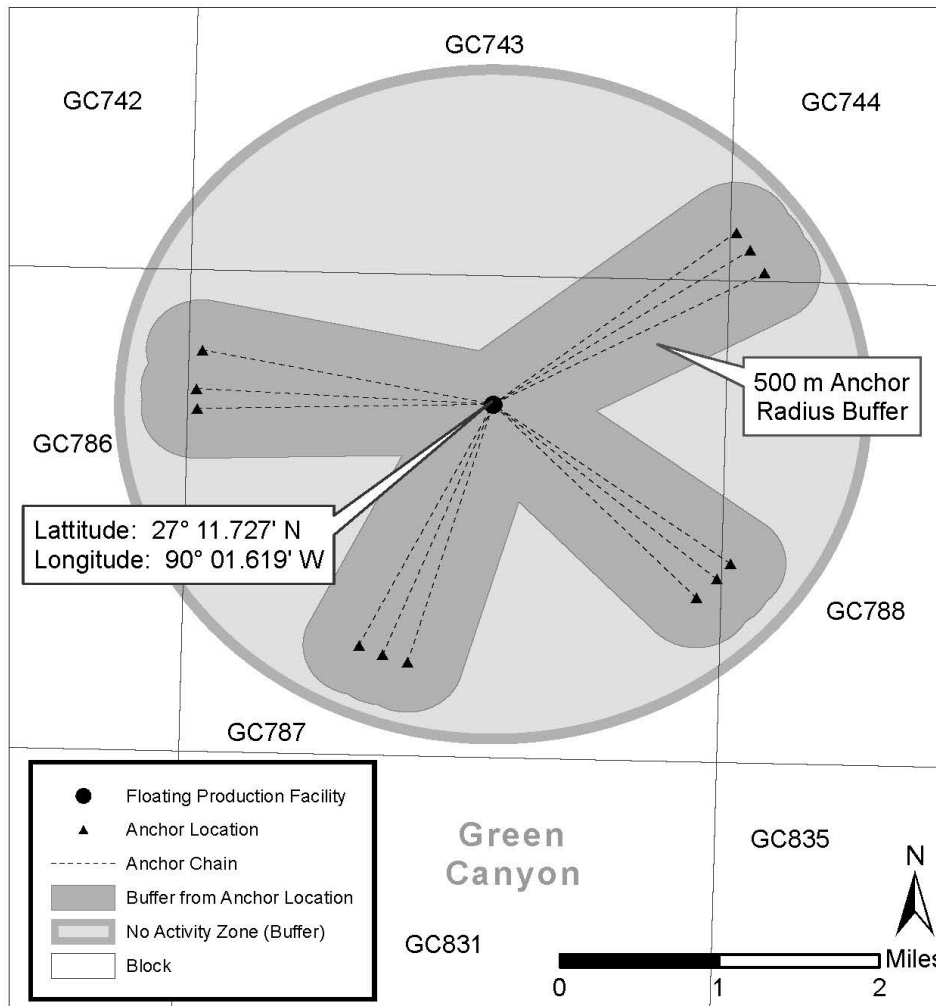 GC743
GC742
GC744
500 m Anchor
Radius Buffer
GC786
Lattitude: 27° 11.727' N
Longitude: 90° 01.619' W
GC788
GC787
Floating Production Facility
Anchor Location
Anchor Chain
Buffer from Anchor Location
No Activity Zone (Buffer)
Block
Green
Canyon
GC835
GC831
N
Miles
0 1 2